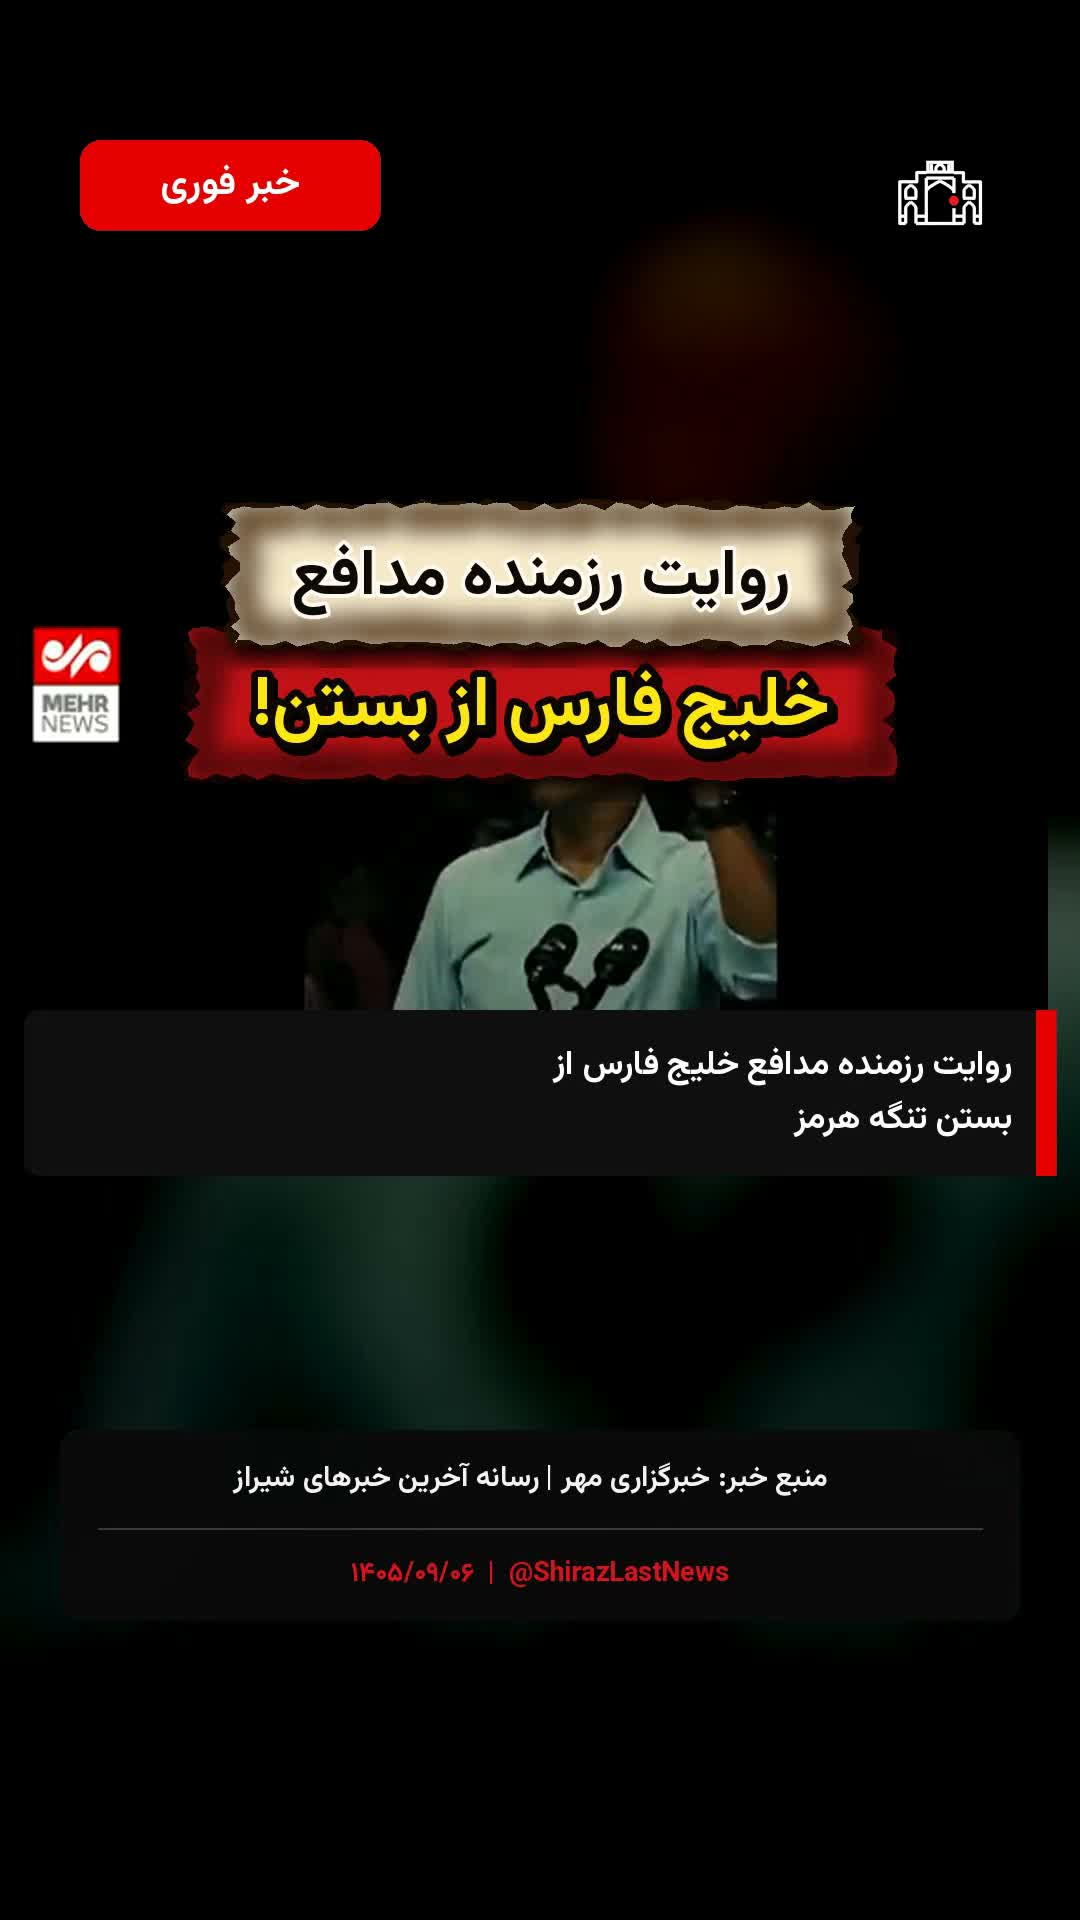 خبر فوری
روایت رزمنده مدافع
خلیج فارس از بستن!
مهر
MEHR
NEWS
روایت رزمنده مدافع خلیج فارس از
بستن تنگه هرمز
منبع خبر: خبرگزاری مهر | رسانه آخرین خبرهای شیراز
۱۴۰۵/۰۹/۰۶ | @ShirazLastNews